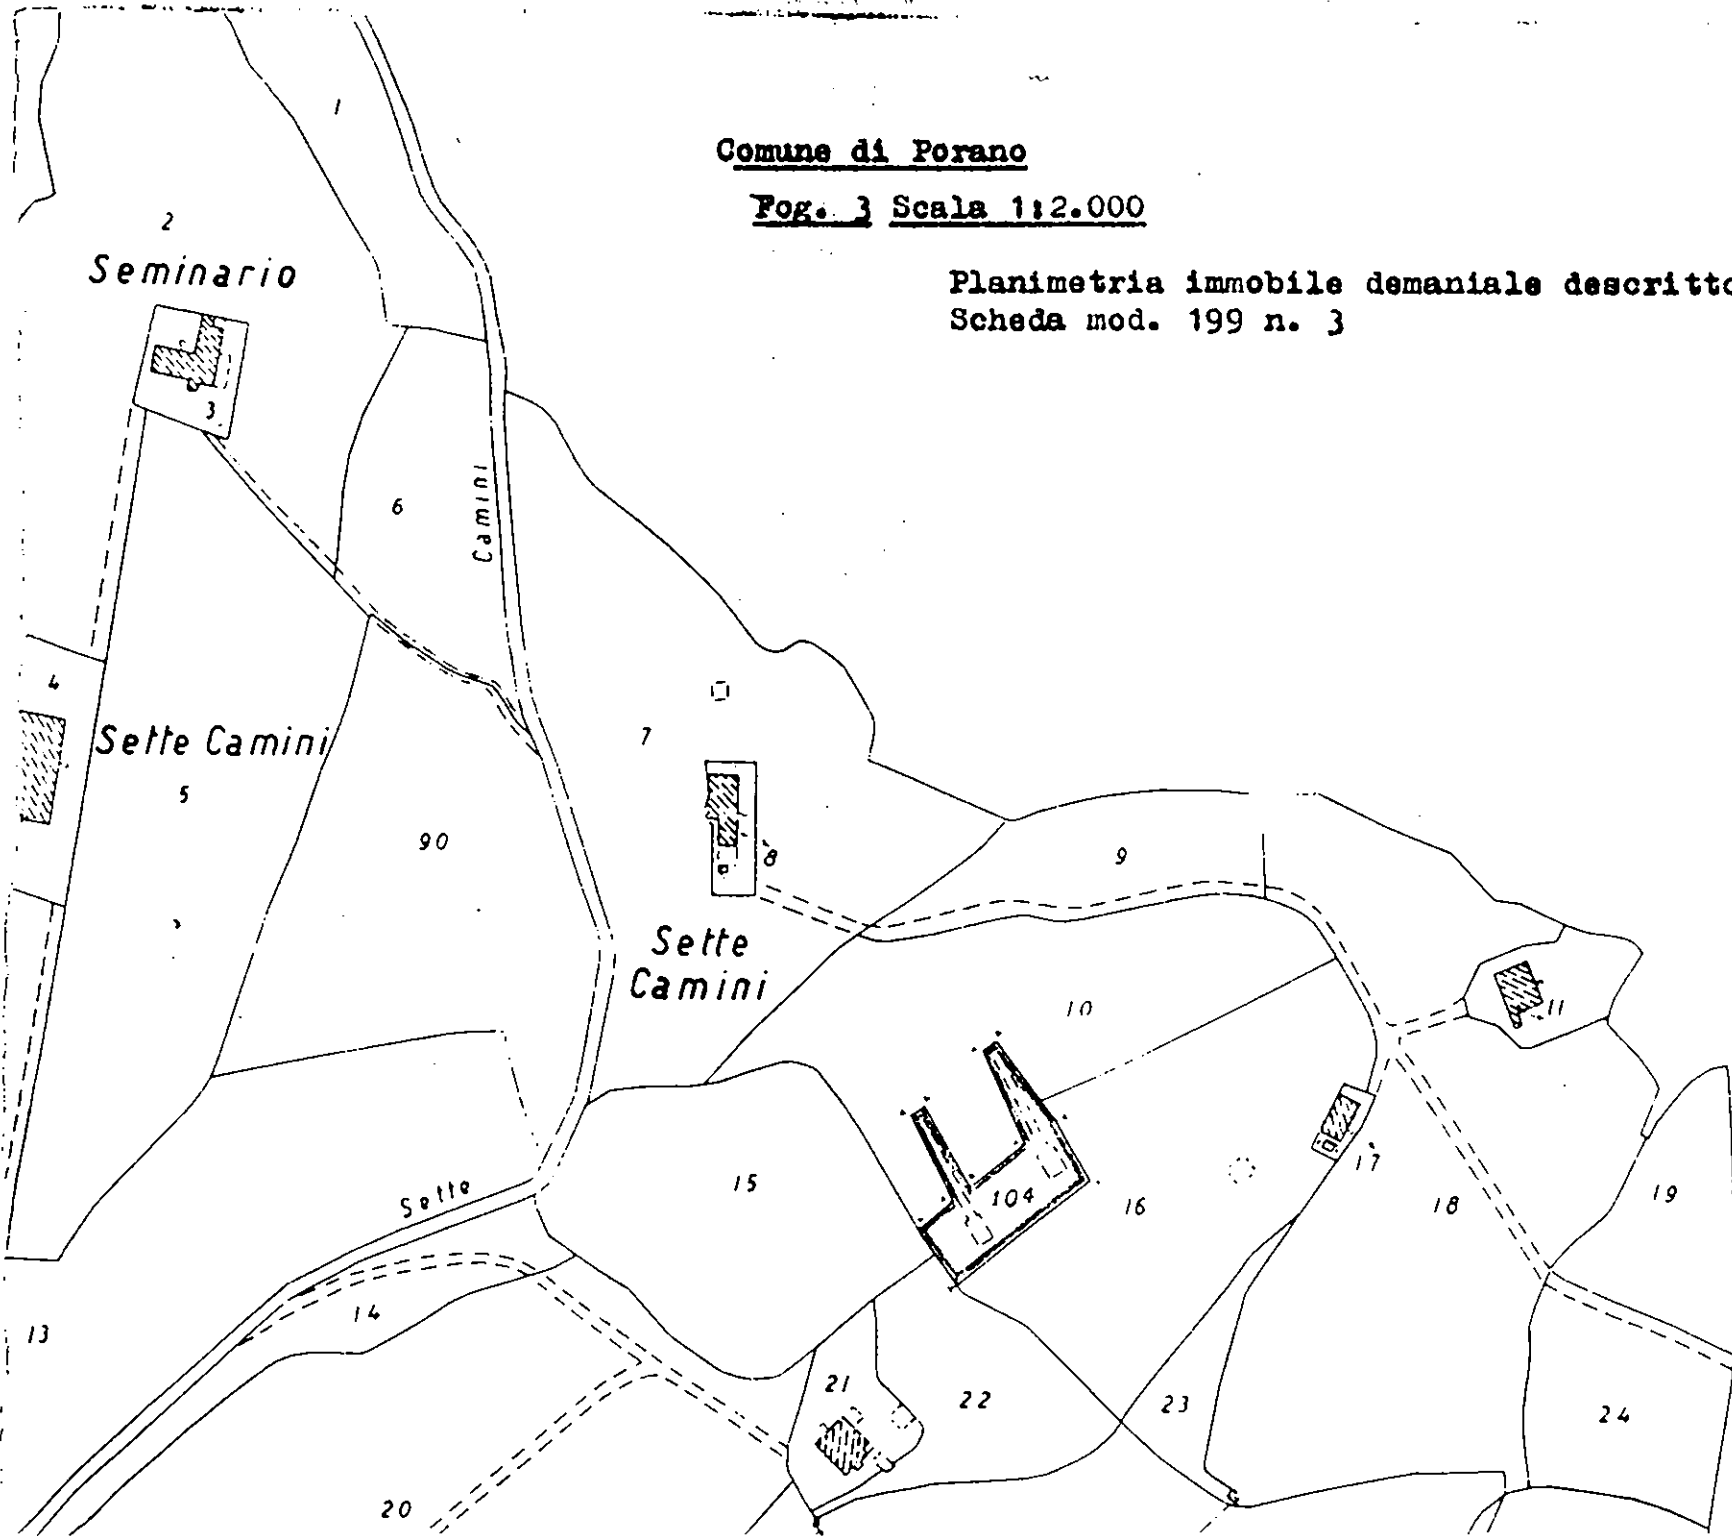 Comune di Porano
Fog. 3 Scala 1:2.000
Planimetria immobile demaniale descritto
Scheda mod. 199 n. 3
1
2
Seminario
3
6
Camini
4
Sette Camini
5
7
90
8
9
Sette
Camini
10
11
15
104
16
17
18
19
Sette
14
13
21
22
23
24
20